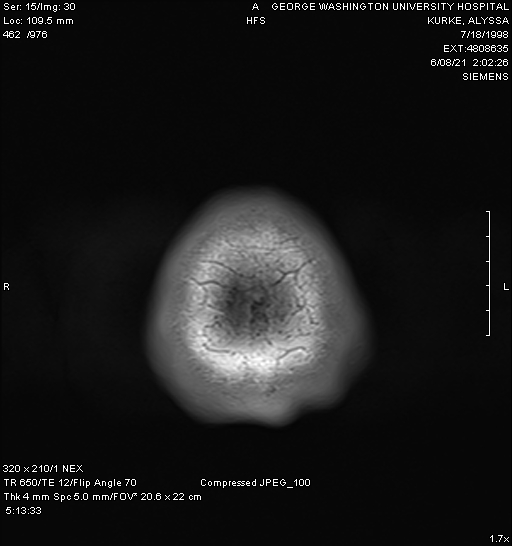 Ser: 15/Img: 30
Loc: 109.5 mm
462 /976
A
HFS
GEORGE WASHINGTON UNIVERSITY HOSPITAL
KURKE, ALYSSA
7/18/1998
EXT:4808635
6/08/21 2:02:26
SIEMENS
R
L
320 x 210/1 NEX
TR 650/TE 12/Flip Angle 70
Thk 4 mm Spc 5.0 mm/FOV* 20.6 x 22 cm
5:13:33
Compressed JPEG_100
1.7x